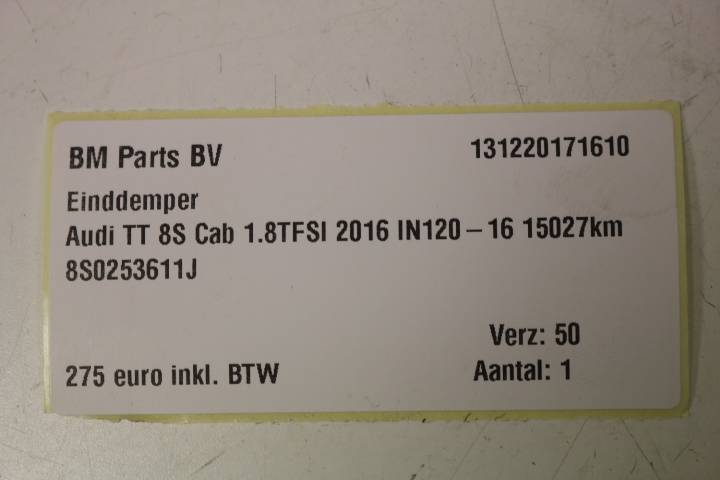 BM Parts BV 131220171610
Einddemper
Audi TT 8S Cab 1.8TFSI 2016 IN120 – 16 15027km
8S0253611J
Verz: 50
275 euro inkl. BTW Aantal: 1